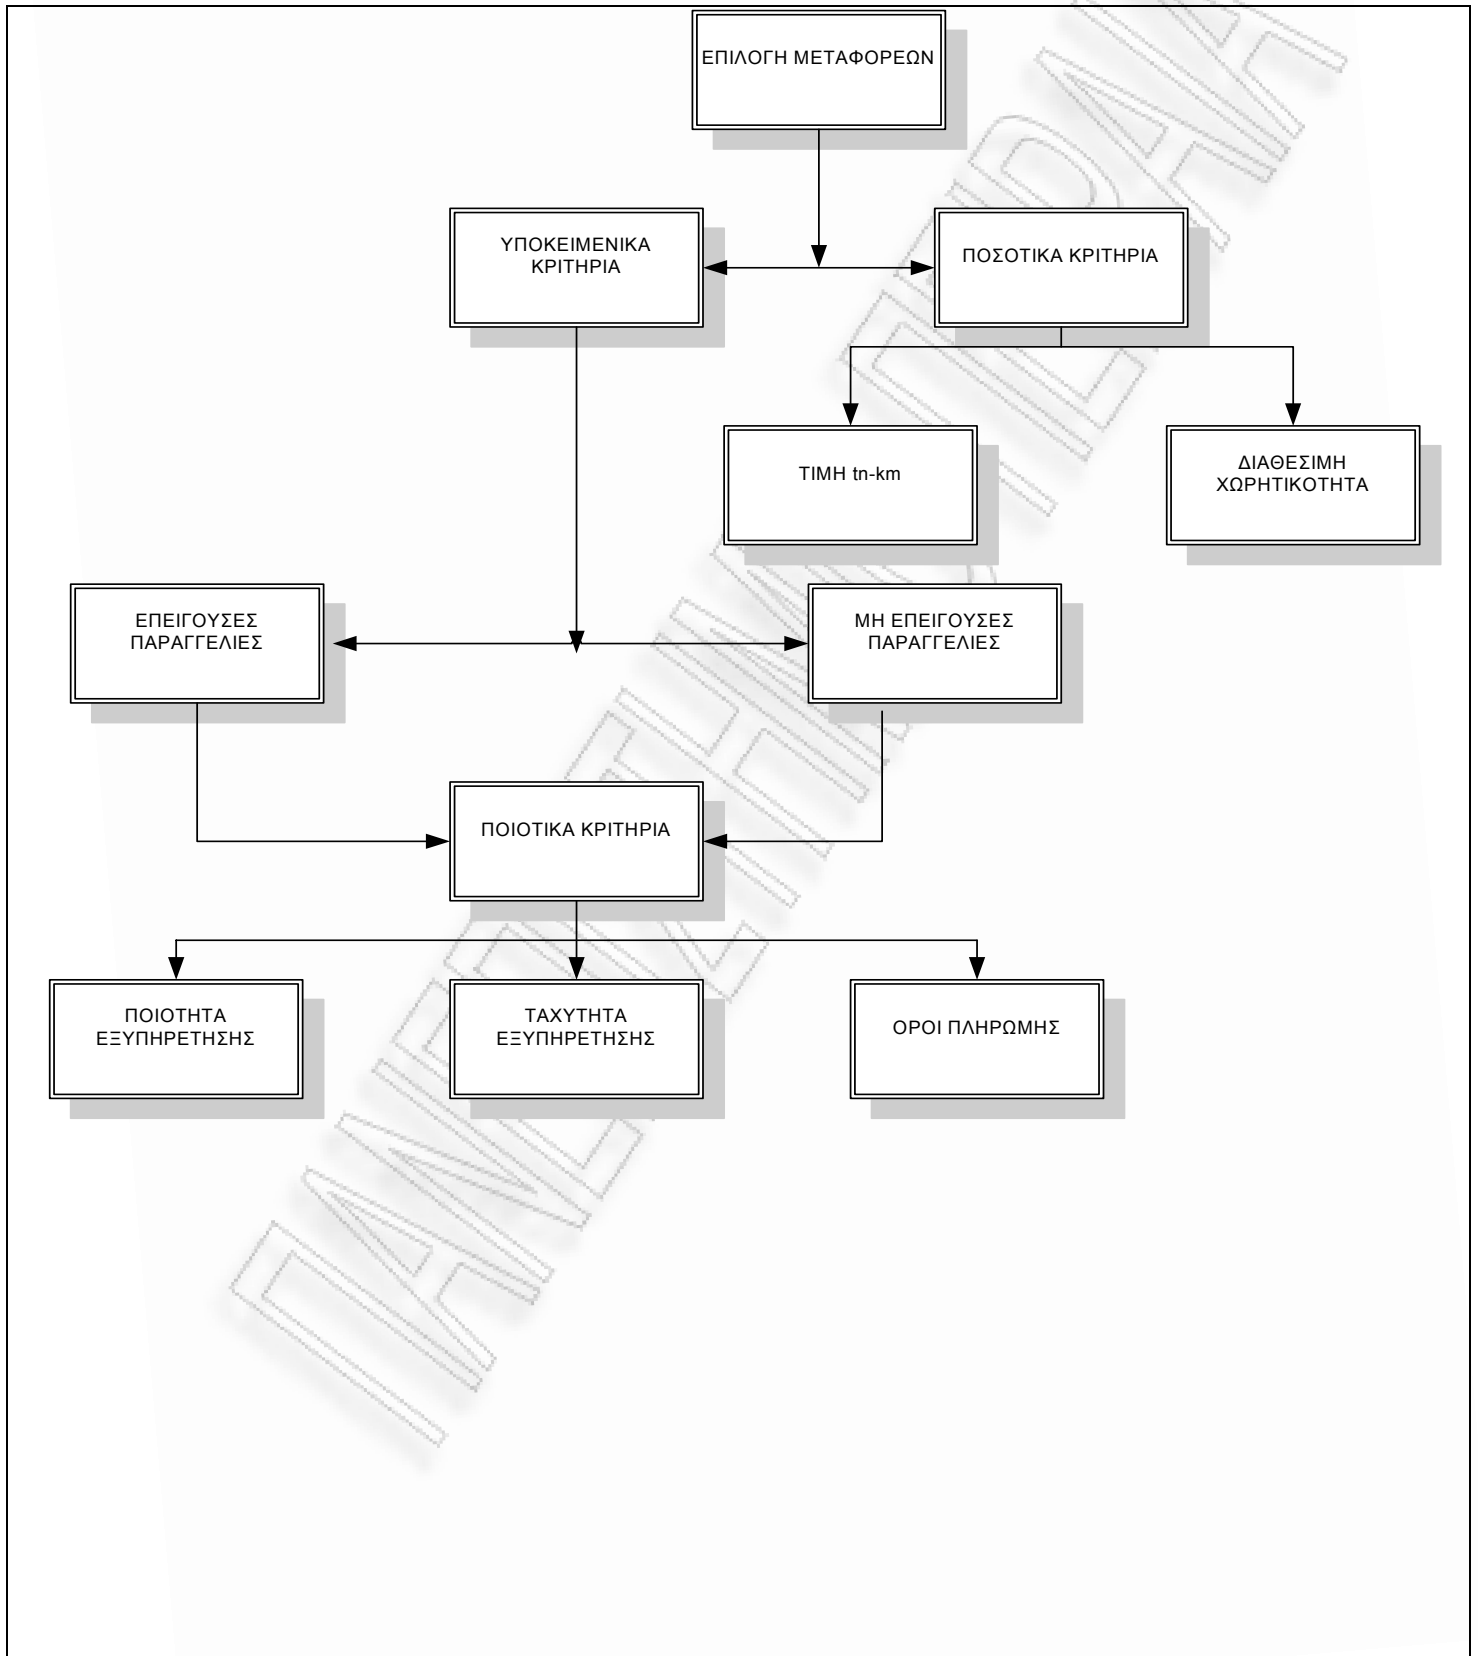 ΕΠΙΛΟΓΗ ΜΕΤΑΦΟΡΕΩΝ
ΥΠΟΚΕΙΜΕΝΙΚΑ
ΚΡΙΤΗΡΙΑ
ΠΟΣΟΤΙΚΑ ΚΡΙΤΗΡΙΑ
ΤΙΜΗ tn-km
ΔΙΑΘΕΣΙΜΗ
ΧΩΡΗΤΙΚΟΤΗΤΑ
ΕΠΕΙΓΟΥΣΕΣ
ΠΑΡΑΓΓΕΛΙΕΣ
ΜΗ ΕΠΕΙΓΟΥΣΕΣ
ΠΑΡΑΓΓΕΛΙΕΣ
ΠΟΙΟΤΙΚΑ ΚΡΙΤΗΡΙΑ
ΠΟΙΟΤΗΤΑ
ΕΞΥΠΗΡΕΤΗΣΗΣ
ΤΑΧΥΤΗΤΑ
ΕΞΥΠΗΡΕΤΗΣΗΣ
ΟΡΟΙ ΠΛΗΡΩΜΗΣ